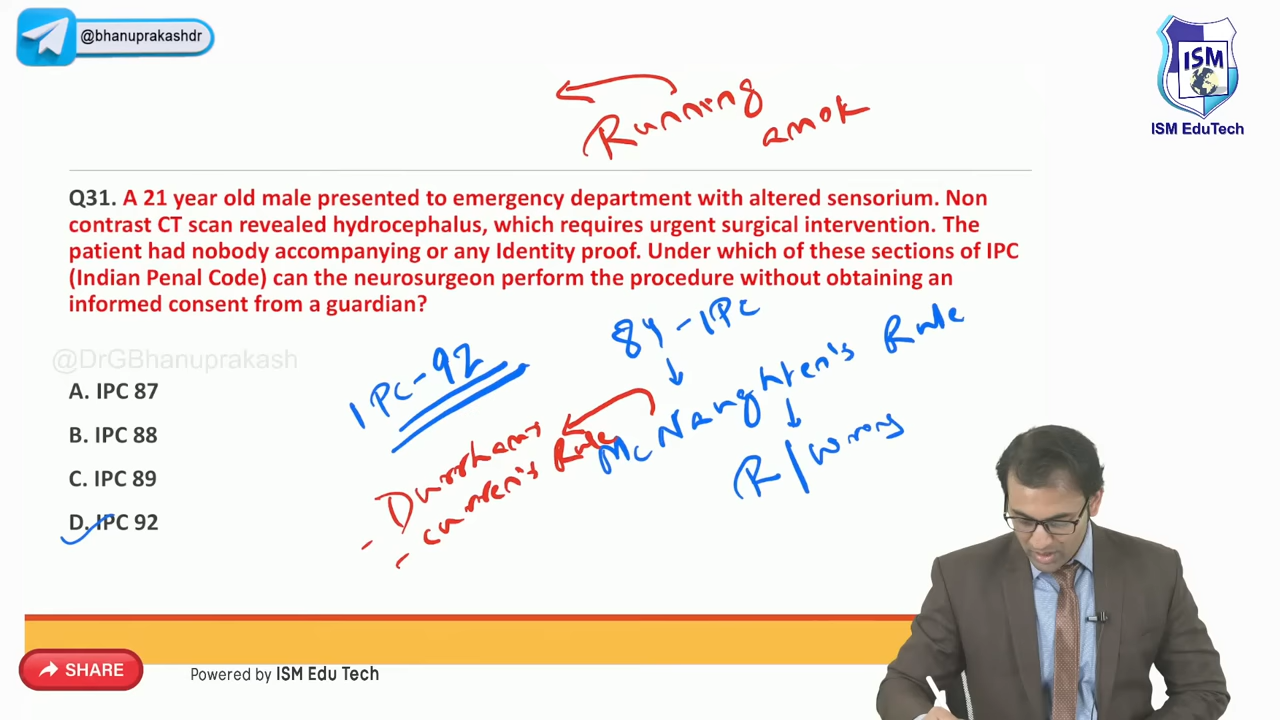 @bhanuprakashdr
ISM
ISM EduTech
Running
amok
Q31. A 21 year old male presented to emergency department with altered sensorium. Non
contrast CT scan revealed hydrocephalus, which requires urgent surgical intervention. The
patient had nobody accompanying or any Identity proof. Under which of these sections of IPC
(Indian Penal Code) can the neurosurgeon perform the procedure without obtaining an
informed consent from a guardian?
@DrGBhanuprakash
IPC-92
84-IPC
McNaughten's Rule
R/wrong
Durrham's Rule
- curren's
A. IPC 87
B. IPC 88
C. IPC 89
D. IPC 92
SHARE
Powered by ISM Edu Tech